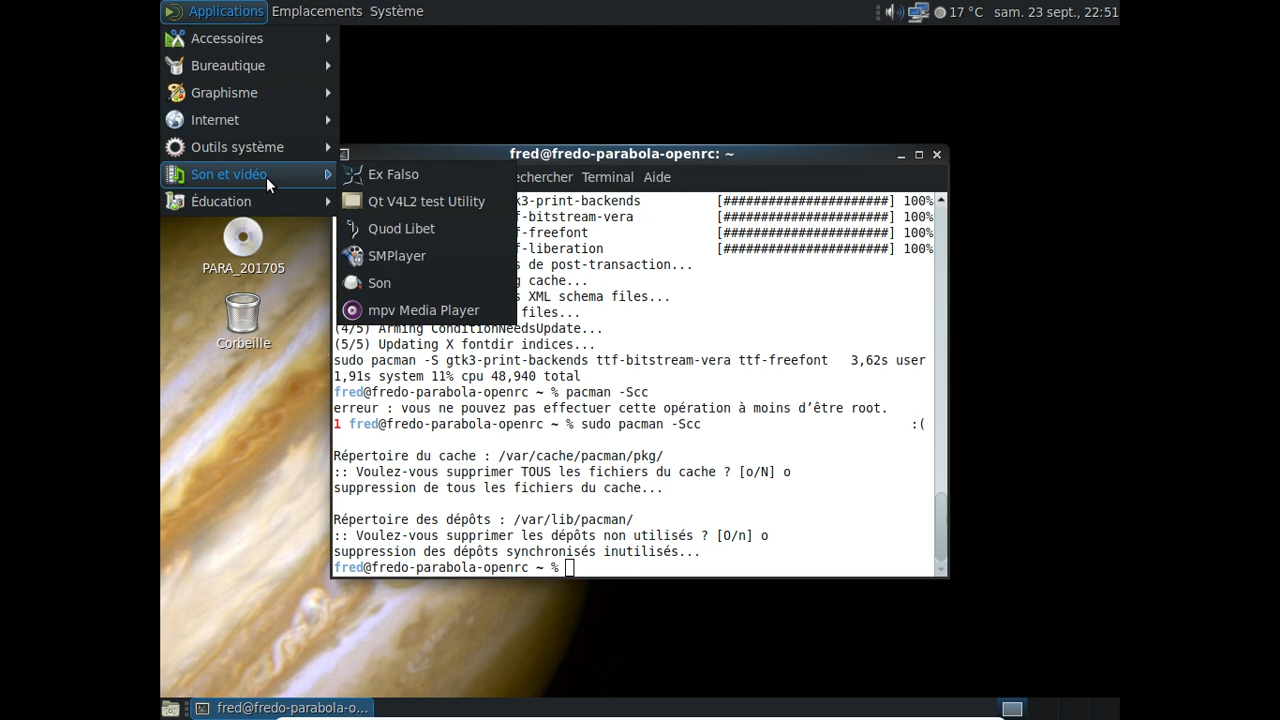 Applications Emplacements Système
17 °C sam. 23 sept., 22:51
Accessoires
Bureautique
Graphisme
Internet
Outils système
Son et vidéo
Éducation
Ex Falso
Qt V4L2 test Utility
Quod Libet
SMPlayer
Son
mpv Media Player
PARA_201705
Corbeille
fred@fredo-parabola-openrc: ~
echercher Terminal Aide
k3-print-backends [######################] 100%
f-bitstream-vera [######################] 100%
f-freefont [######################] 100%
f-liberation [######################] 100%
s de post-transaction...
g cache...
s XML schema files...
files...
(4/5) Arming ConditionNeedsUpdate...
(5/5) Updating X fontdir indices...
sudo pacman -S gtk3-print-backends ttf-bitstream-vera ttf-freefont 3,62s user
1,91s system 11% cpu 48,940 total
fred@fredo-parabola-openrc ~ % pacman -Scc
erreur : vous ne pouvez pas effectuer cette opération à moins d’être root.
1 fred@fredo-parabola-openrc ~ % sudo pacman -Scc :(
Répertoire du cache : /var/cache/pacman/pkg/
:: Voulez-vous supprimer TOUS les fichiers du cache ? [o/N] o
suppression de tous les fichiers du cache...
Répertoire des dépôts : /var/lib/pacman/
:: Voulez-vous supprimer les dépôts non utilisés ? [O/n] o
suppression des dépôts synchronisés inutilisés...
fred@fredo-parabola-openrc ~ %
fred@fredo-parabola-o...